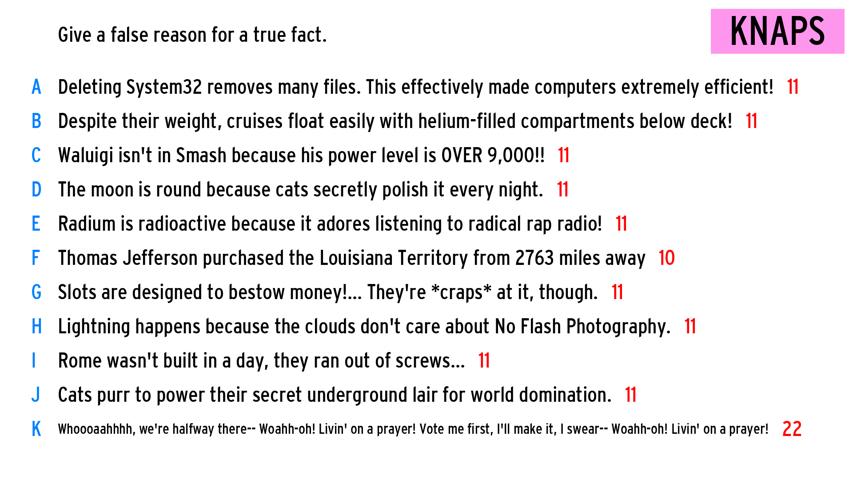 Give a false reason for a true fact.
KNAPS
A Deleting System32 removes many files. This effectively made computers extremely efficient! 11
B Despite their weight, cruises float easily with helium-filled compartments below deck! 11
C Waluigi isn't in Smash because his power level is OVER 9,000!! 11
D The moon is round because cats secretly polish it every night. 11
E Radium is radioactive because it adores listening to radical rap radio! 11
F Thomas Jefferson purchased the Louisiana Territory from 2763 miles away 10
G Slots are designed to bestow money!... They're *craps* at it, though. 11
H Lightning happens because the clouds don't care about No Flash Photography. 11
I Rome wasn't built in a day, they ran out of screws... 11
J Cats purr to power their secret underground lair for world domination. 11
K Whoooaahhhh, we're halfway there-- Woahh-oh! Livin' on a prayer! Vote me first, I'll make it, I swear-- Woahh-oh! Livin' on a prayer! 22